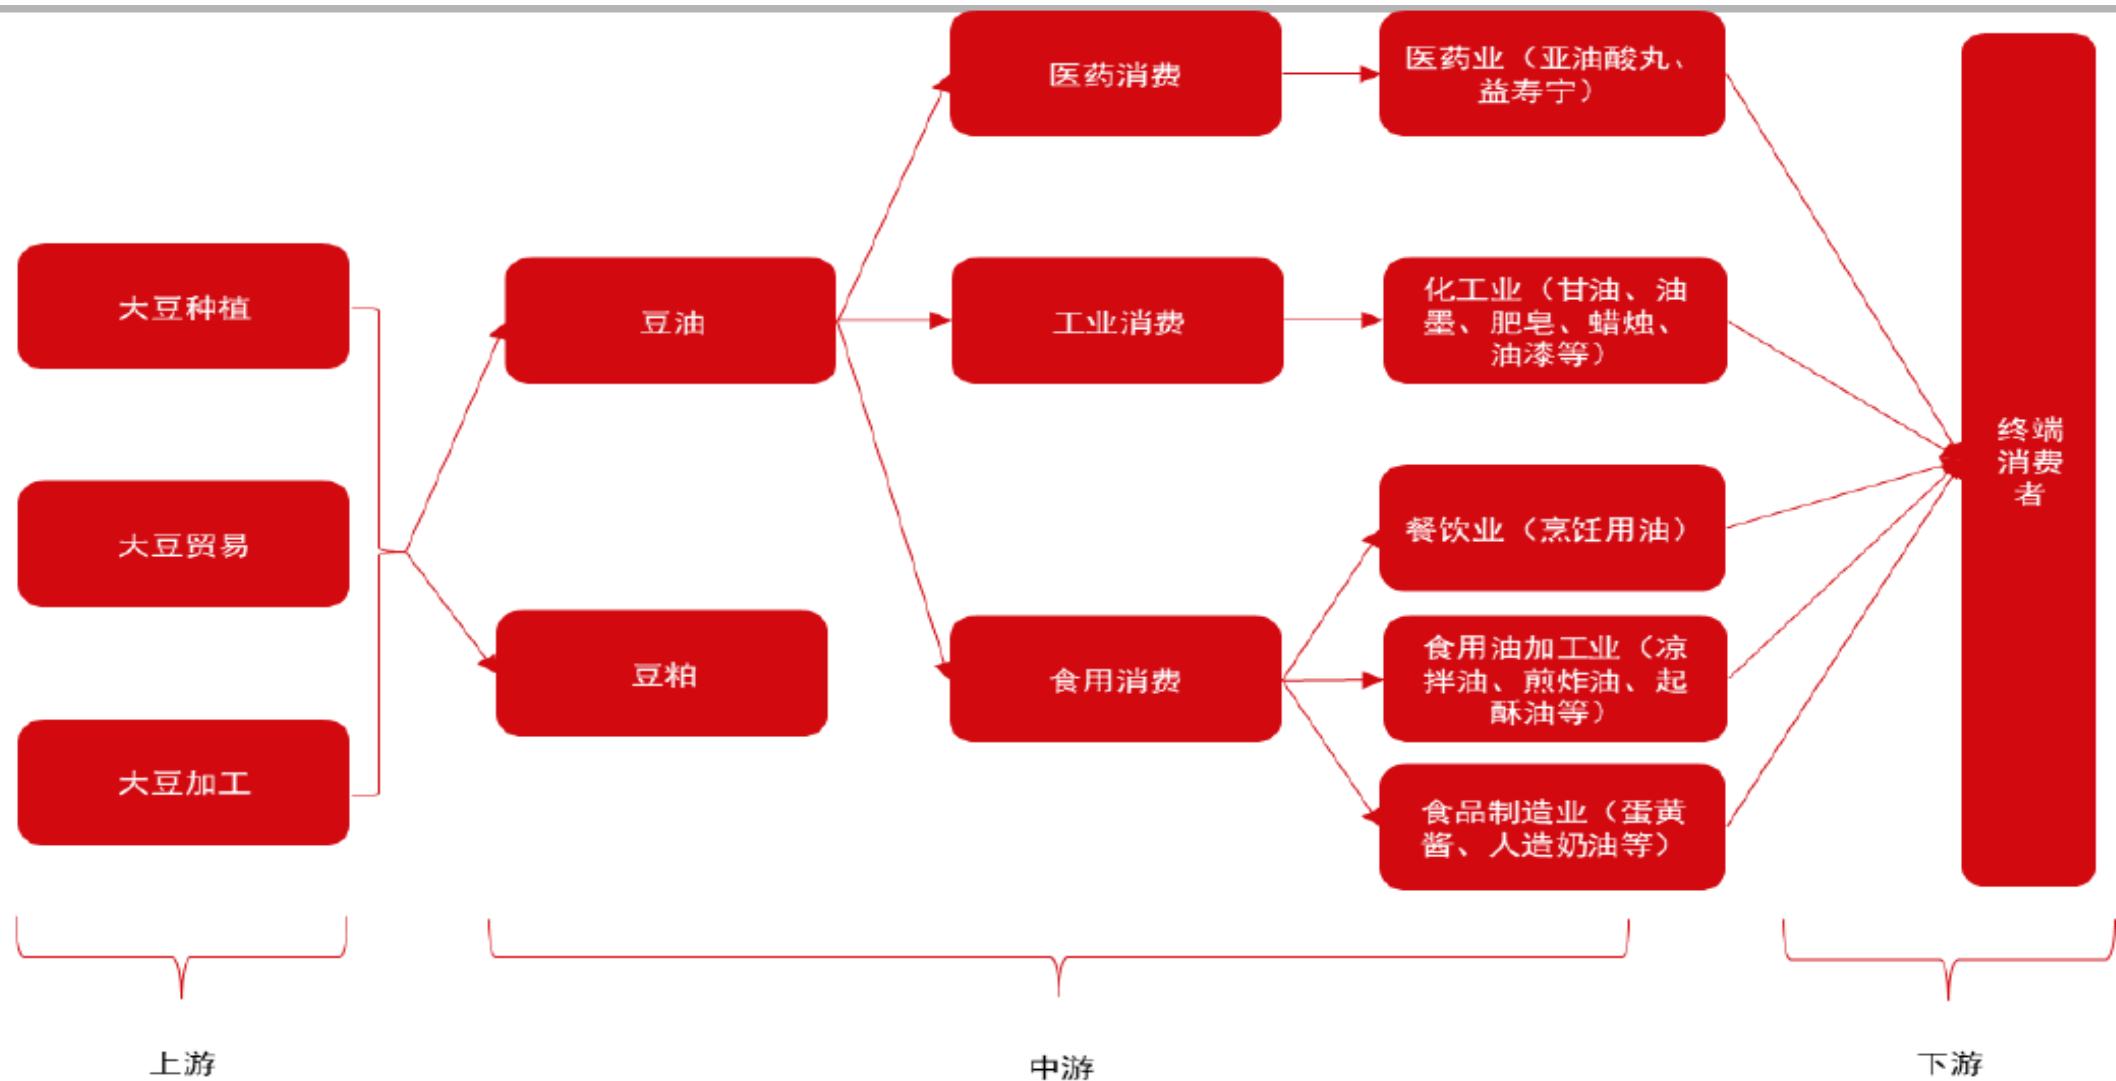 医药消费
医药业（亚油酸丸、
益寿宁）
大豆种植
豆油
工业消费
化工业（甘油、油
墨、肥皂、蜡烛、
油漆等）
终端
消费
者
大豆贸易
餐饮业（烹饪用油）
豆粕
食用消费
食用油加工业（凉
拌油、煎炸油、起
酥油等）
大豆加工
食品制造业（蛋黄
酱、人造奶油等）
上游
中游
下游